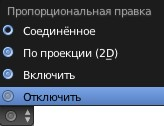 Пропорциональная правка
Соединённое
По проекции (2D)
Включить
Отключить